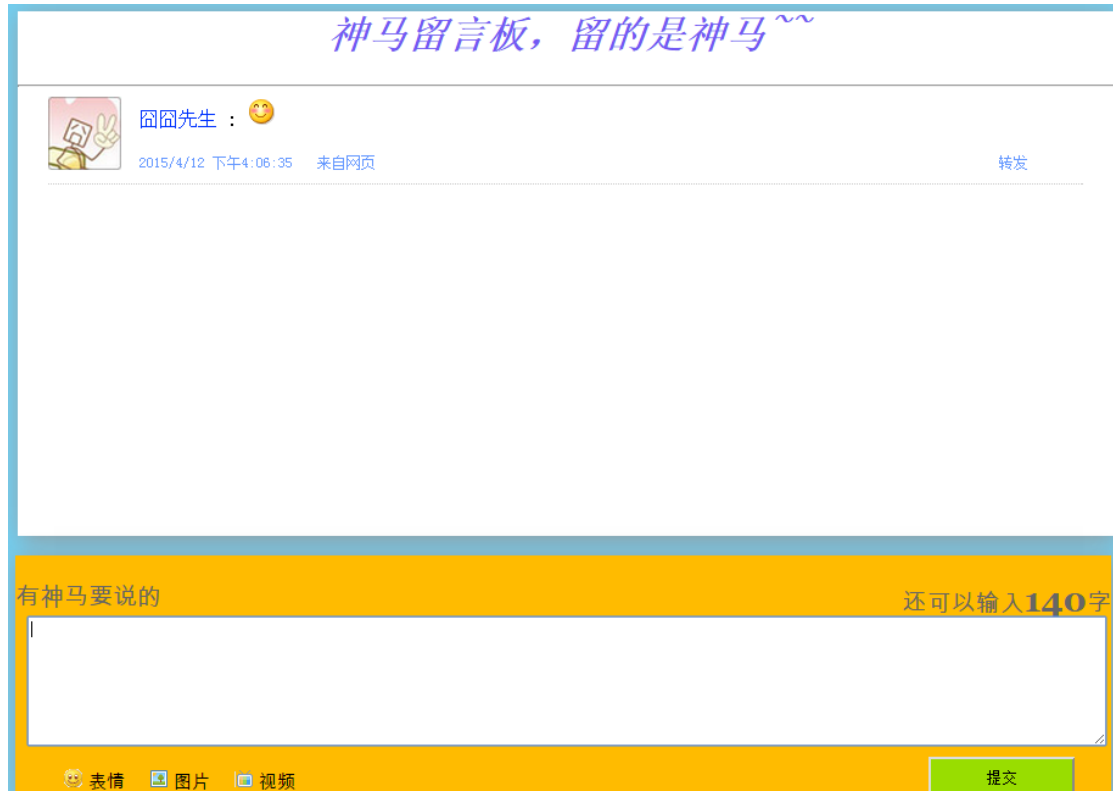 神马留言板，留的是神马~~
囧囧先生 ：
2015/4/12 下午4:06:35 来自网页 转发
有神马要说的 还可以输入140字
表情 图片 视频 提交